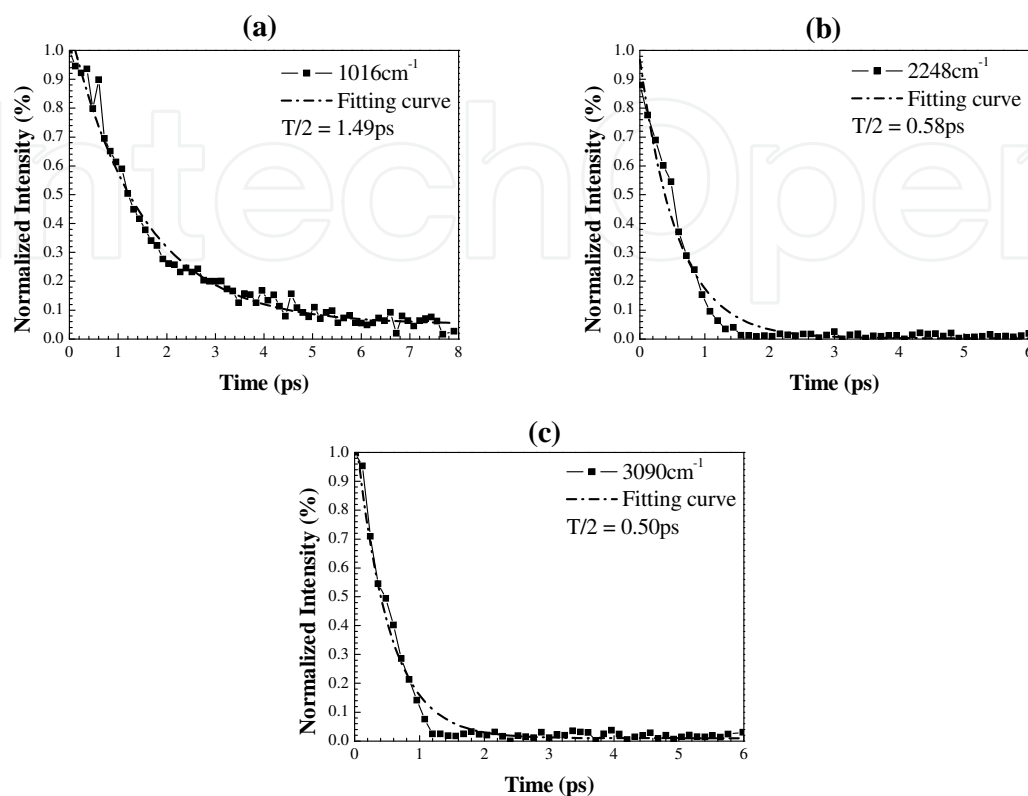 (a)
1.0
0.9
0.8
0.7
0.6
0.5
0.4
0.3
0.2
0.1
0.0
Normalized Intensity (%)
1016cm⁻¹
Fitting curve
T/2 = 1.49ps
0 1 2 3 4 5 6 7 8
Time (ps)
(b)
1.0
0.9
0.8
0.7
0.6
0.5
0.4
0.3
0.2
0.1
0.0
Normalized Intensity (%)
2248cm⁻¹
Fitting curve
T/2 = 0.58ps
0 1 2 3 4 5 6
Time (ps)
(c)
1.0
0.9
0.8
0.7
0.6
0.5
0.4
0.3
0.2
0.1
0.0
Normalized Intensity (%)
3090cm⁻¹
Fitting curve
T/2 = 0.50ps
0 1 2 3 4 5 6
Time (ps)
ntechOpe